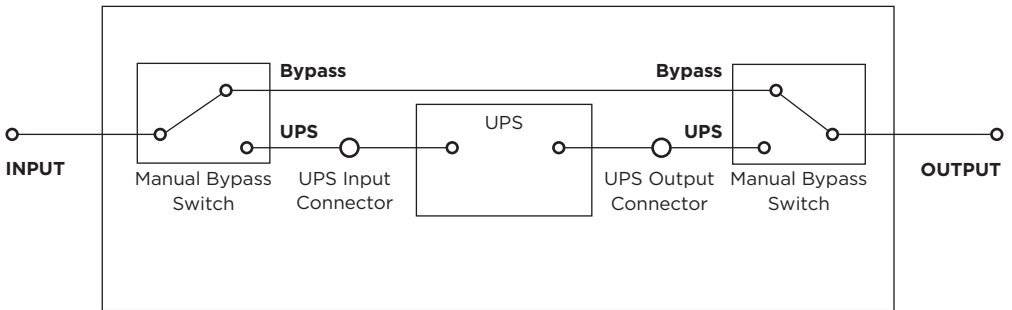 Bypass
Bypass
UPS
UPS
UPS
INPUT
OUTPUT
Manual Bypass
Switch
UPS Input
Connector
UPS Output
Connector
Manual Bypass
Switch